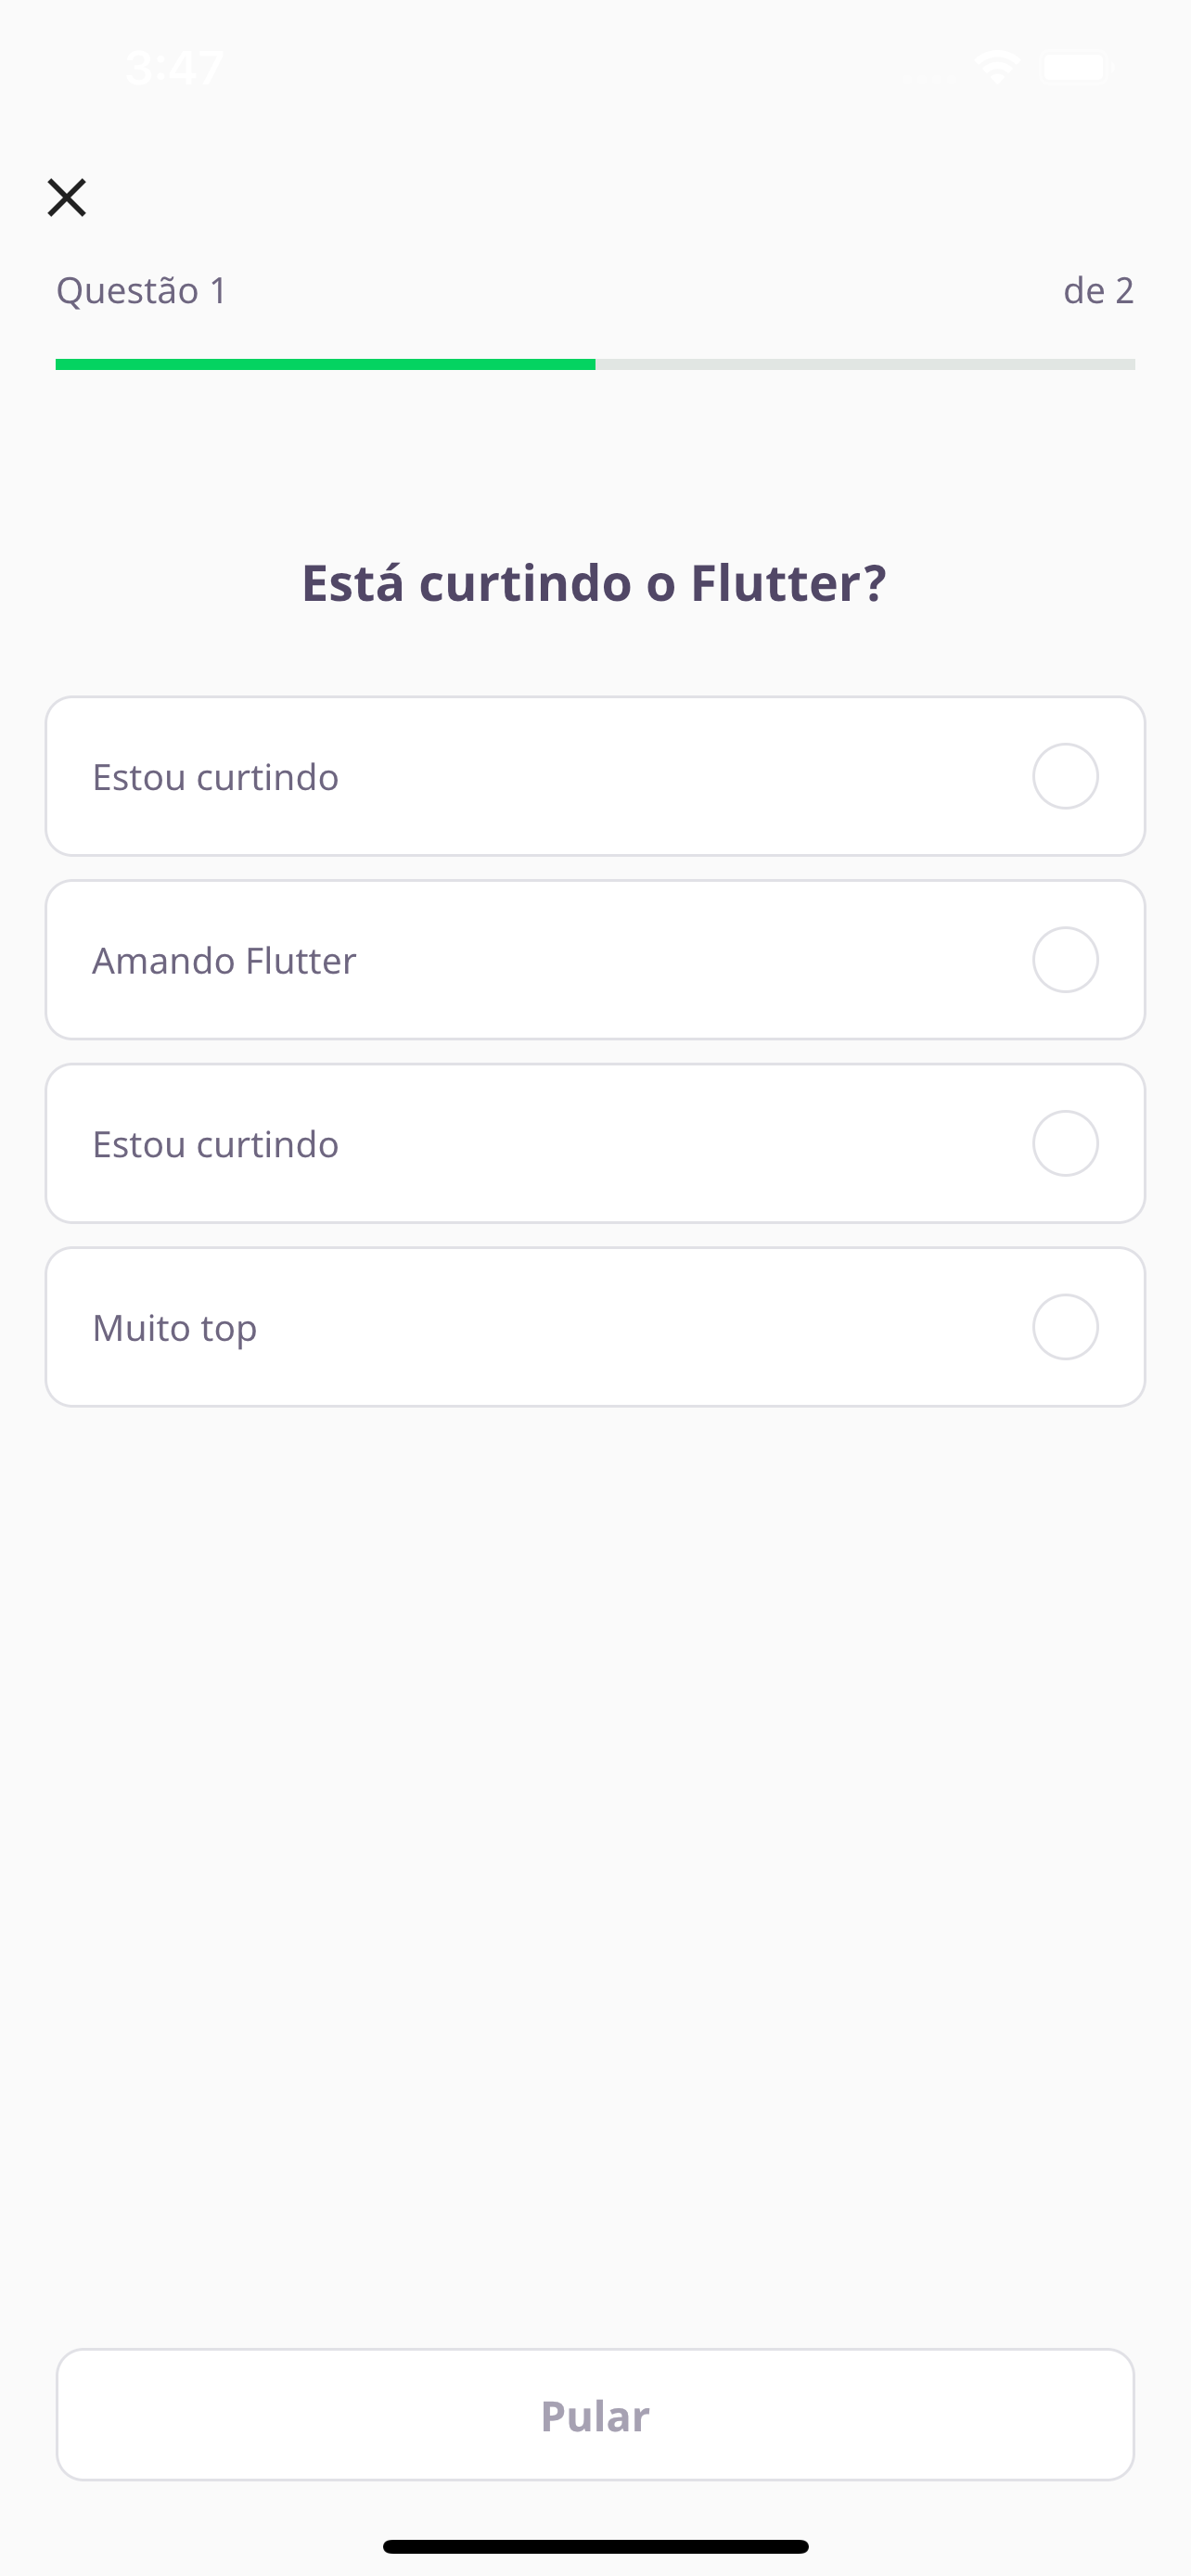 3:47
Questão 1
de 2
Está curtindo o Flutter?
Estou curtindo
Amando Flutter
Estou curtindo
Muito top
Pular